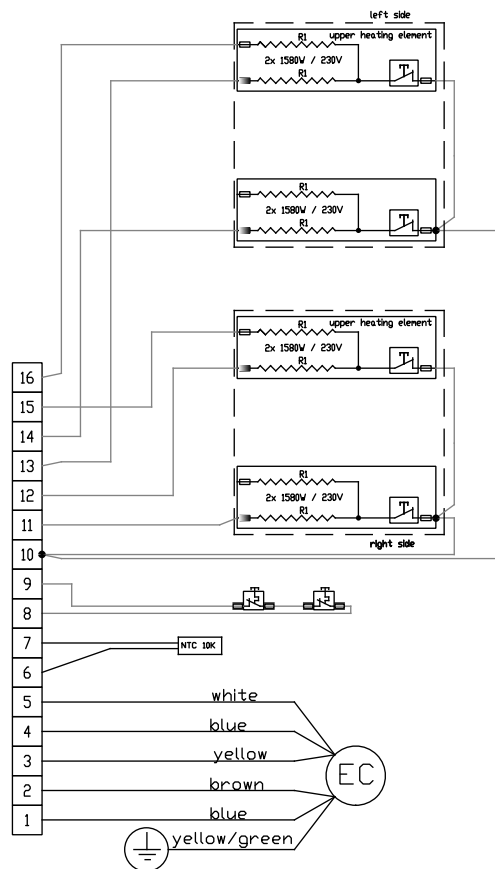 left side
upper heating element
R1
2x 1580W / 230V
R1
R1
2x 1580W / 230V
R1
upper heating element
R1
2x 1580W / 230V
R1
R1
2x 1580W / 230V
R1
right side
16
15
14
13
12
11
10
9
8
7
6
5
4
3
2
1
NTC 10K
white
blue
yellow
brown
blue
yellow/green
EC